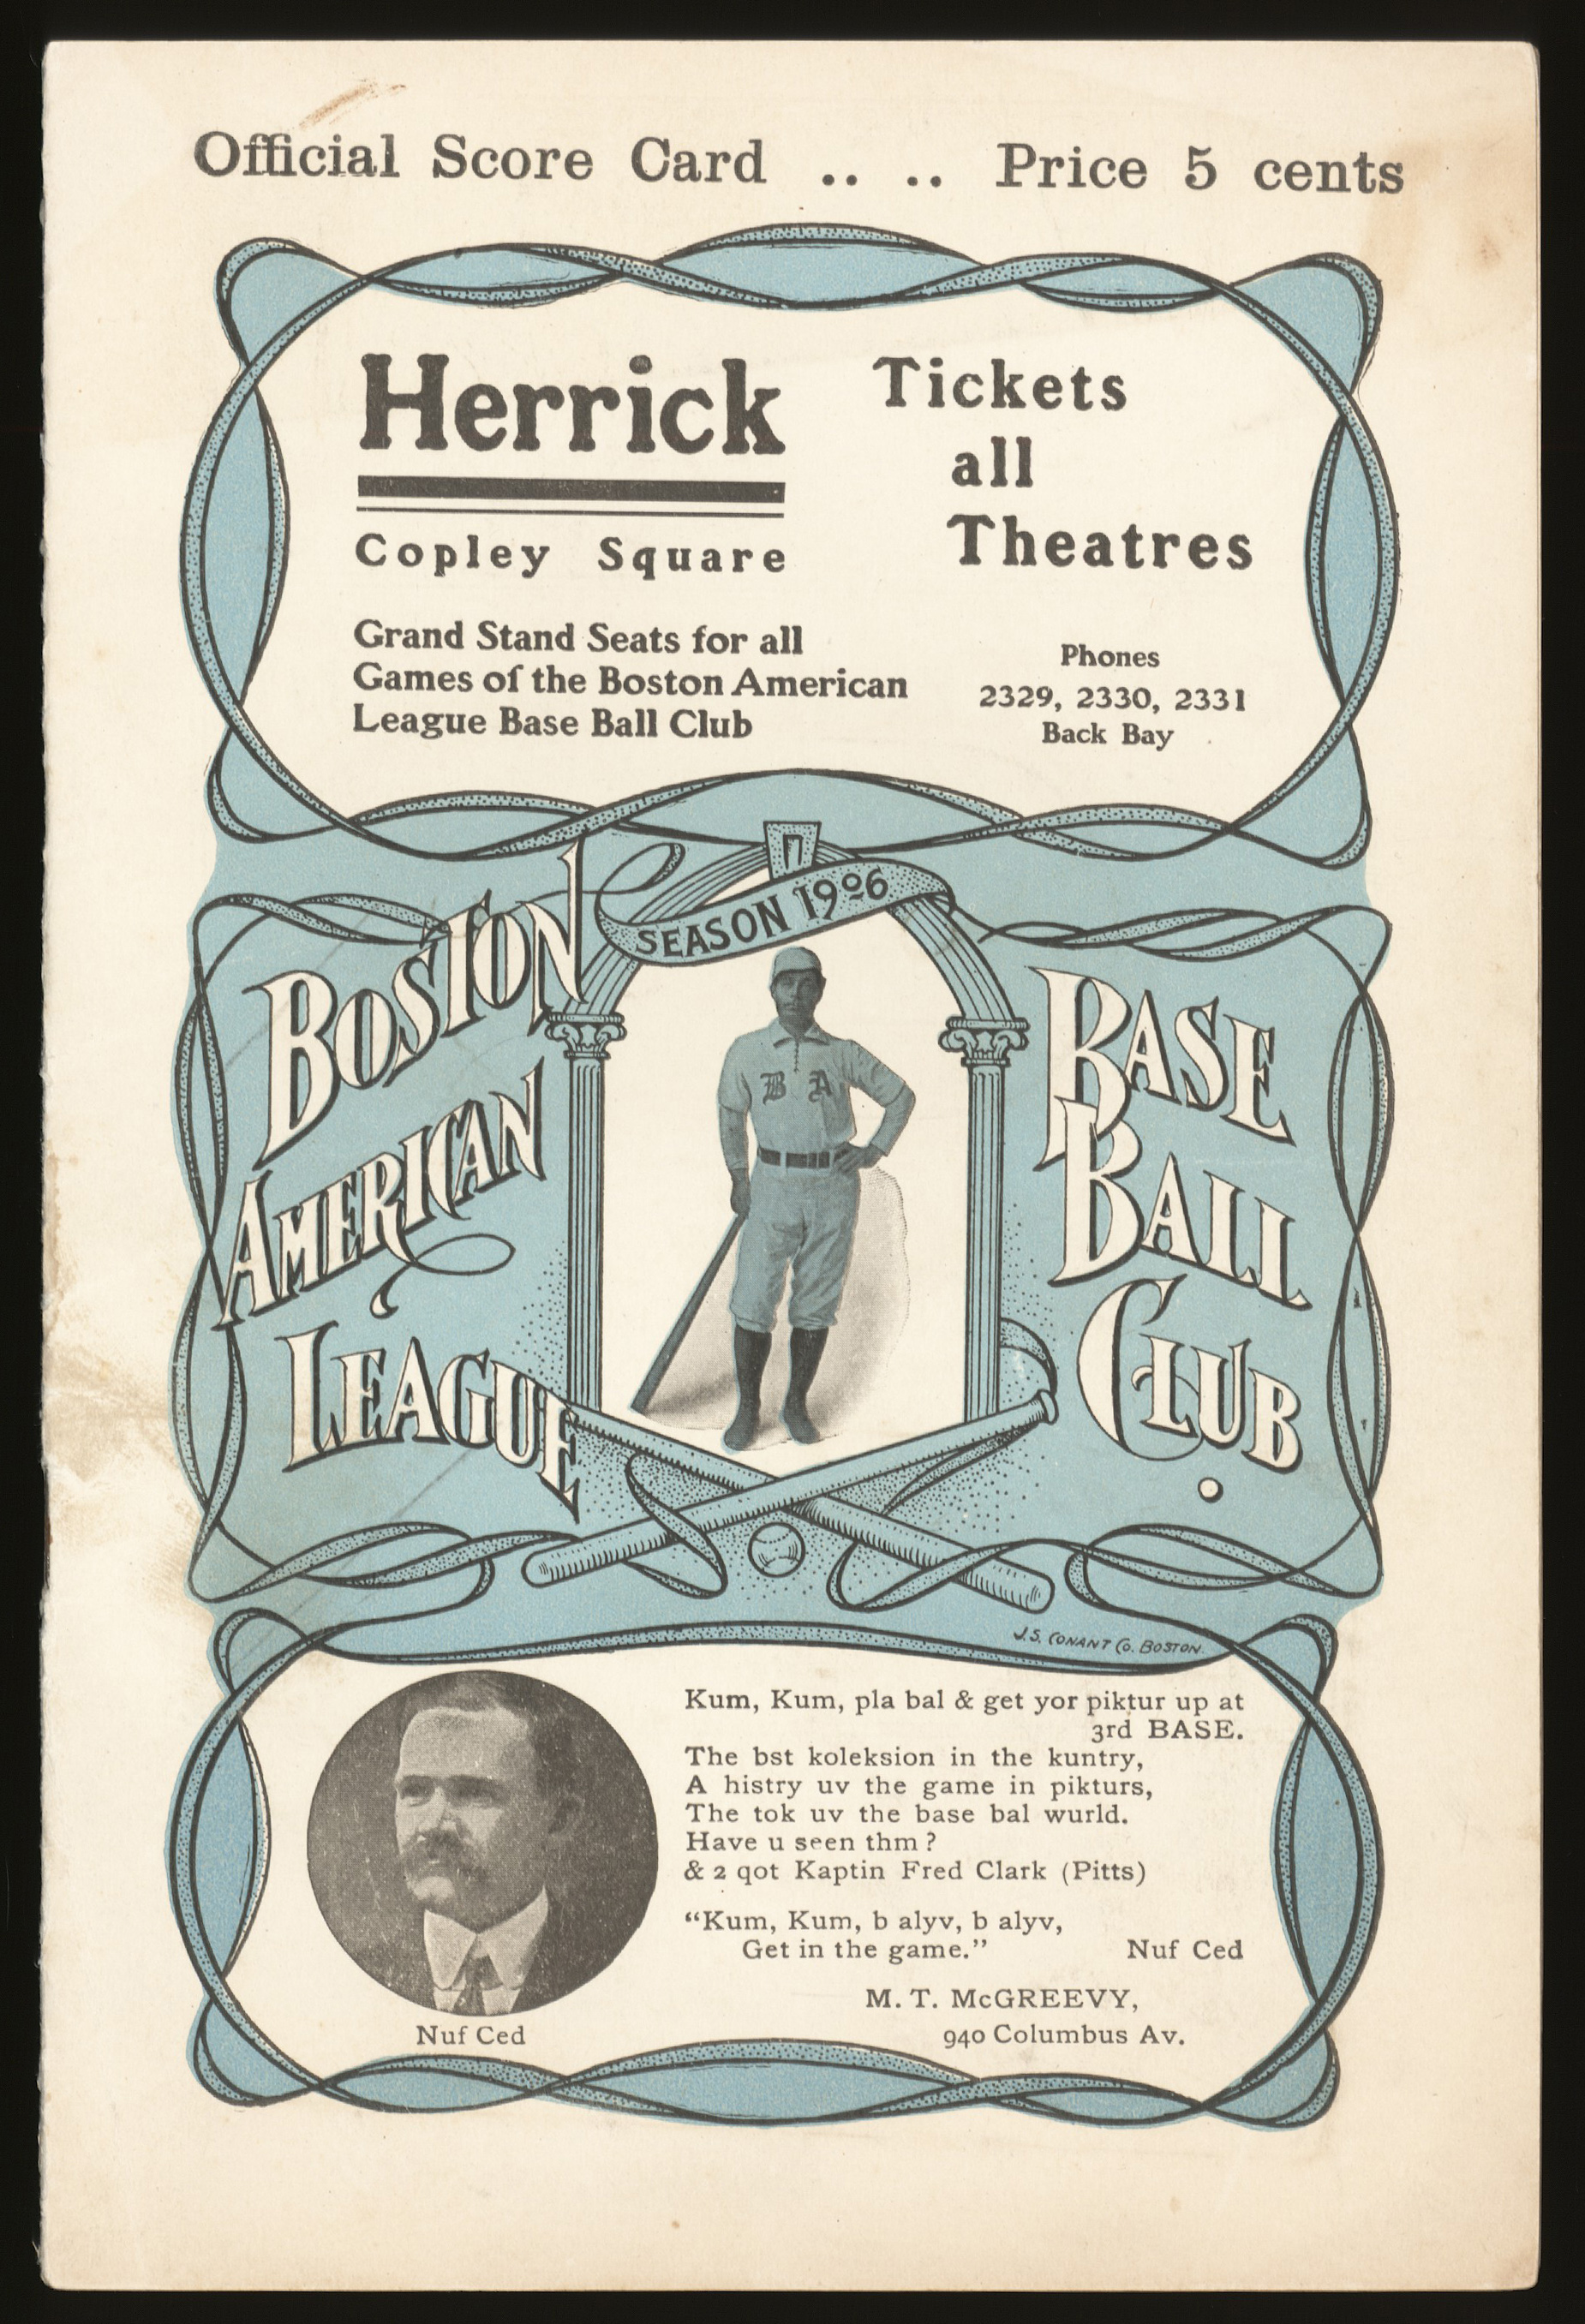 Official Score Card .. .. Price 5 cents
Herrick
Copley Square
Tickets
all
Theatres
Grand Stand Seats for all
Games of the Boston American
League Base Ball Club
Phones
2329, 2330, 2331
Back Bay
SEASON 1906
BOSTON
AMERICAN
LEAGUE
B A
BASE
BALL
CLUB
J.S. CONANT CO. BOSTON
Kum, Kum, pla bal & get yor piktur up at
3rd BASE.
The bst koleksion in the kuntry,
A histry uv the game in pikturs,
The tok uv the base bal wurld.
Have u seen thm?
& 2 qot Kaptin Fred Clark (Pitts)
"Kum, Kum, b alyv, b alyv,
Get in the game." Nuf Ced
M. T. McGREEVY,
940 Columbus Av.
Nuf Ced